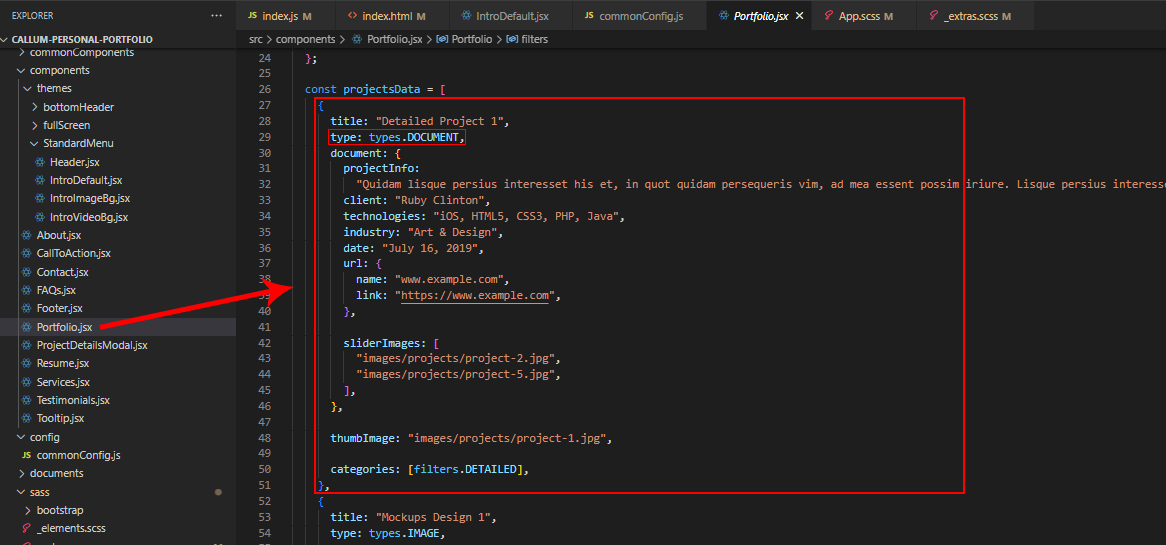 EXPLORER
···
CALLUM-PERSONAL-PORTFOLIO
commonComponents
components
themes
bottomHeader
fullScreen
StandardMenu
Header.jsx
IntroDefault.jsx
IntroImageBg.jsx
IntroVideoBg.jsx
About.jsx
CallToAction.jsx
Contact.jsx
FAQs.jsx
Footer.jsx
Portfolio.jsx
ProjectDetailsModal.jsx
Resume.jsx
Services.jsx
Testimonials.jsx
Tooltip.jsx
config
JS commonConfig.js
documents
sass
bootstrap
_elements.scss
JS index.js M
<> index.html M
IntroDefault.jsx
JS commonConfig.js
Portfolio.jsx ×
App.scss M
_extras.scss M
src > components > Portfolio.jsx > Portfolio > filters
24 };
25
26 const projectsData = [
27 {
28 title: "Detailed Project 1",
29 type: types.DOCUMENT,
30 document: {
31 projectInfo:
32 "Quidam lisque persius interesset his et, in quot quidam persequeris vim, ad mea essent possim iriure. Lisque persius interess
33 client: "Ruby Clinton",
34 technologies: "iOS, HTML5, CSS3, PHP, Java",
35 industry: "Art & Design",
36 date: "July 16, 2019",
37 url: {
38 name: "www.example.com",
39 link: "https://www.example.com",
40 },
41
42 sliderImages: [
43 "images/projects/project-2.jpg",
44 "images/projects/project-5.jpg",
45 ],
46 },
47
48 thumbImage: "images/projects/project-1.jpg",
49
50 categories: [filters.DETAILED],
51 },
52 {
53 title: "Mockups Design 1",
54 type: types.IMAGE,